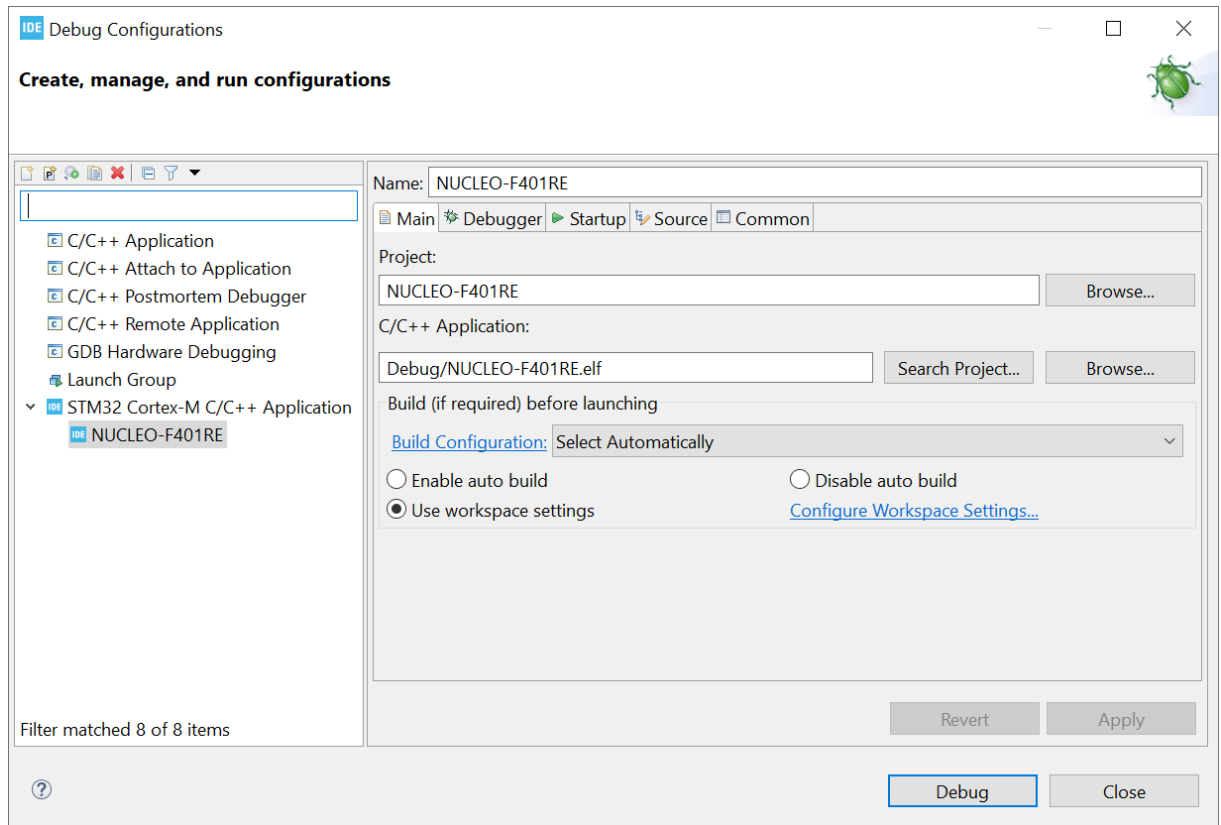 IDE Debug Configurations
Create, manage, and run configurations
P
Name: NUCLEO-F401RE
Main Debugger Startup Source Common
c C/C++ Application
c C/C++ Attach to Application
c C/C++ Postmortem Debugger
c C/C++ Remote Application
c GDB Hardware Debugging
Launch Group
IDE STM32 Cortex-M C/C++ Application
IDE NUCLEO-F401RE
Filter matched 8 of 8 items
Project:
NUCLEO-F401RE Browse...
C/C++ Application:
Debug/NUCLEO-F401RE.elf Search Project... Browse...
Build (if required) before launching
Build Configuration: Select Automatically
Enable auto build Disable auto build
Use workspace settings Configure Workspace Settings...
Revert Apply
? Debug Close